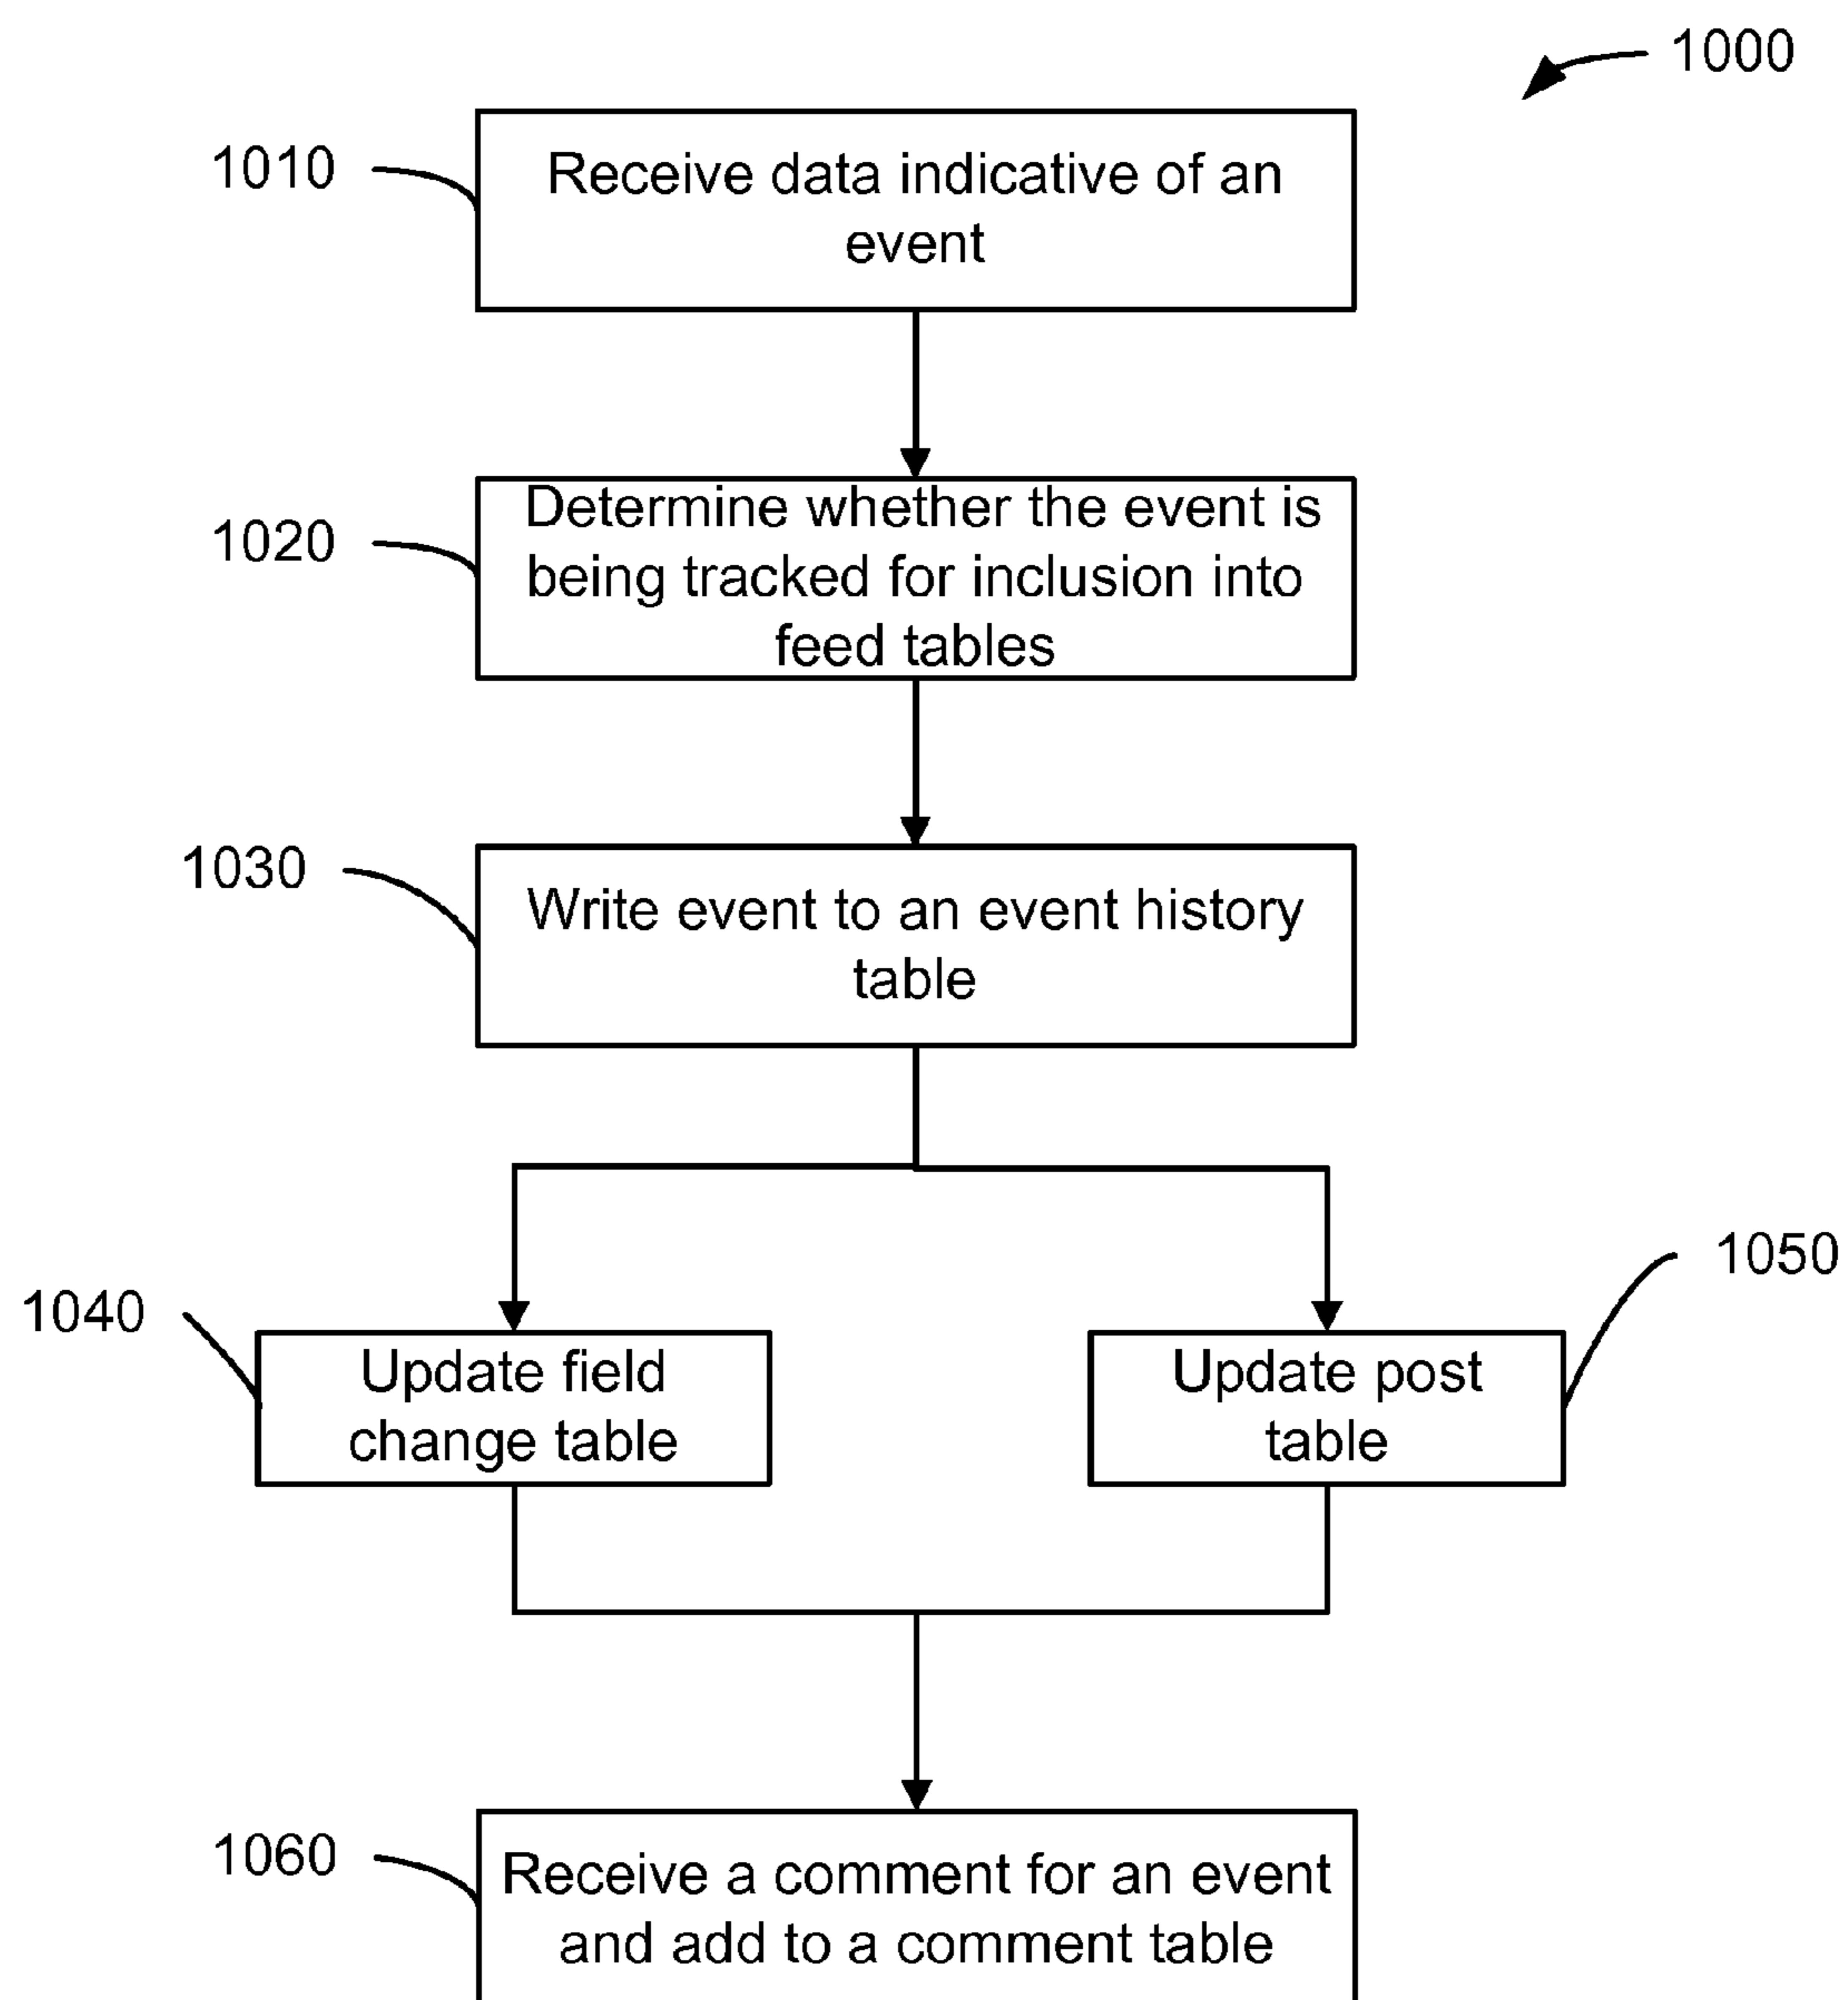 1000
1010
Receive data indicative of an
event
1020
Determine whether the event is
being tracked for inclusion into
feed tables
1030
Write event to an event history
table
1040
Update field
change table
1050
Update post
table
1060
Receive a comment for an event
and add to a comment table